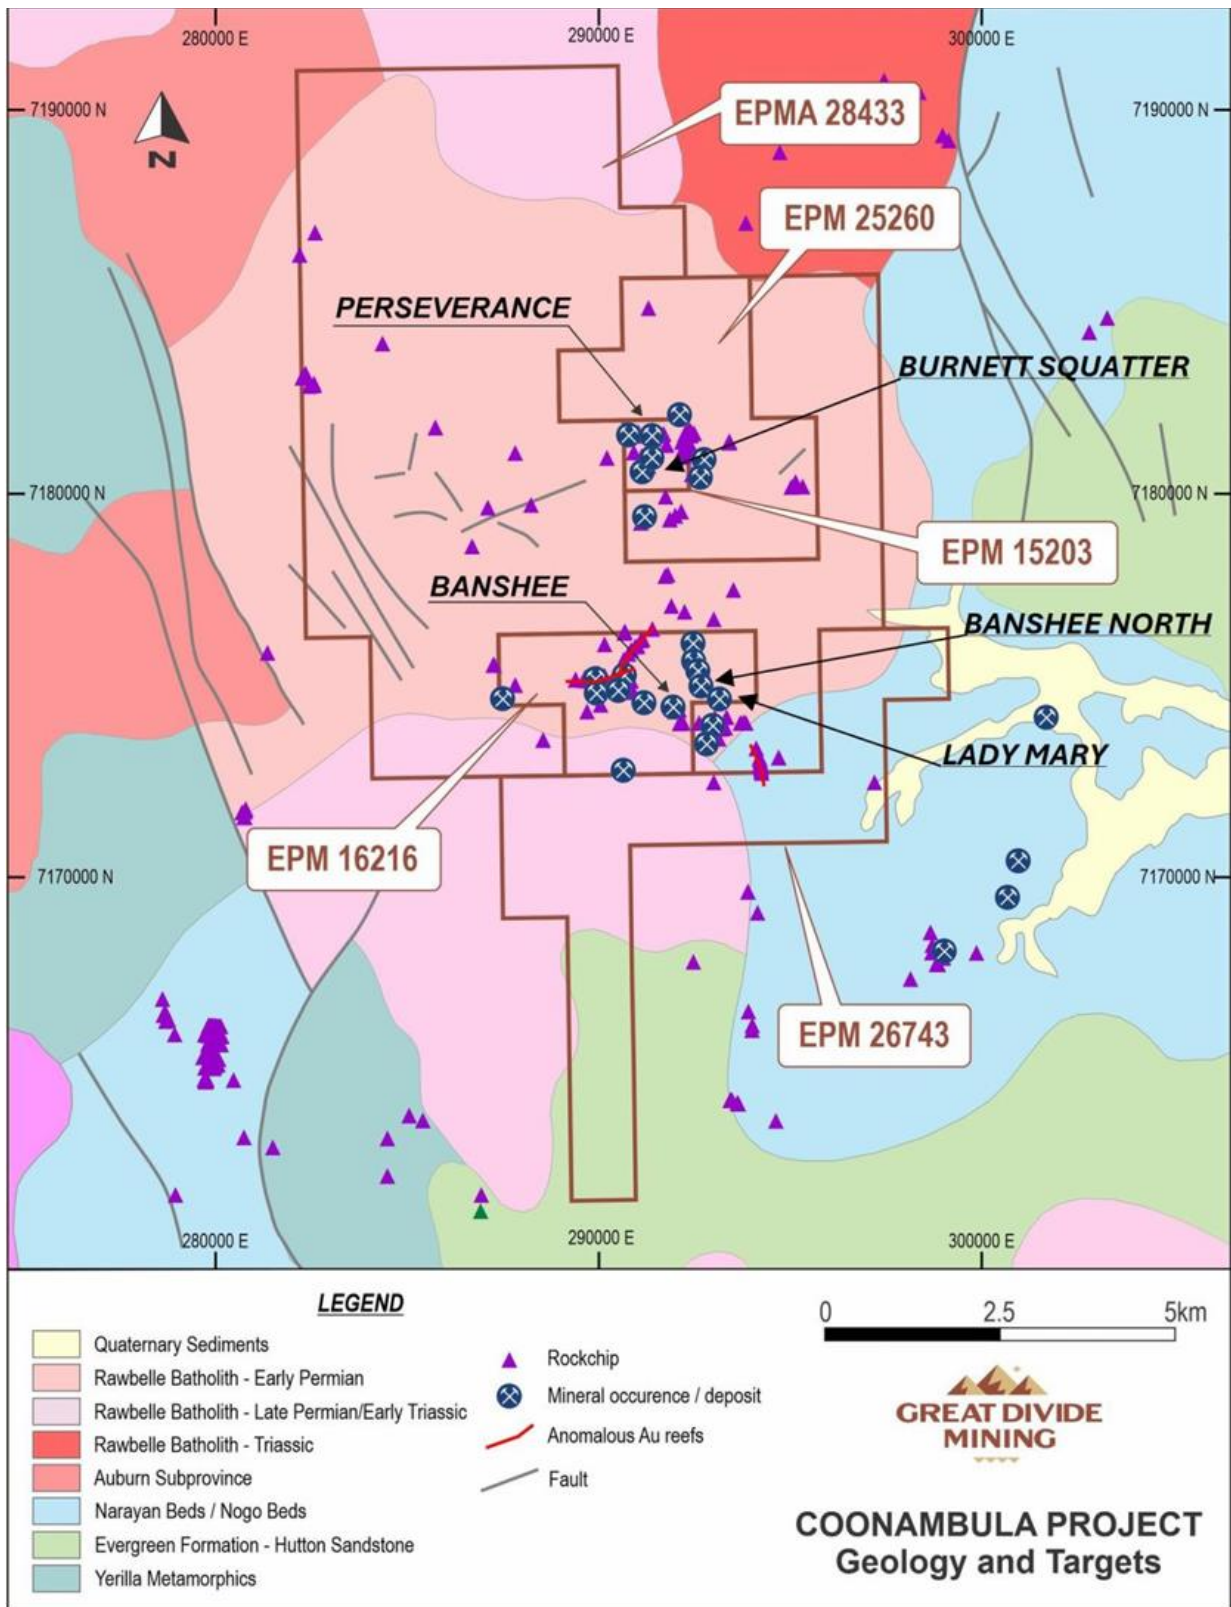 280000 E
290000 E
300000 E
7190000 N
7190000 N
N
EPMA 28433
EPM 25260
PERSEVERANCE
BURNETT SQUATTER
7180000 N
7180000 N
EPM 15203
BANSHEE
BANSHEE NORTH
LADY MARY
EPM 16216
7170000 N
7170000 N
EPM 26743
280000 E
290000 E
300000 E
LEGEND
Quaternary Sediments
Rawbelle Batholith - Early Permian
Rawbelle Batholith - Late Permian/Early Triassic
Rawbelle Batholith - Triassic
Auburn Subprovince
Narayan Beds / Nogo Beds
Evergreen Formation - Hutton Sandstone
Yerilla Metamorphics
Rockchip
Mineral occurence / deposit
Anomalous Au reefs
Fault
0 2.5 5km
GREAT DIVIDE
MINING
COONAMBULA PROJECT
Geology and Targets